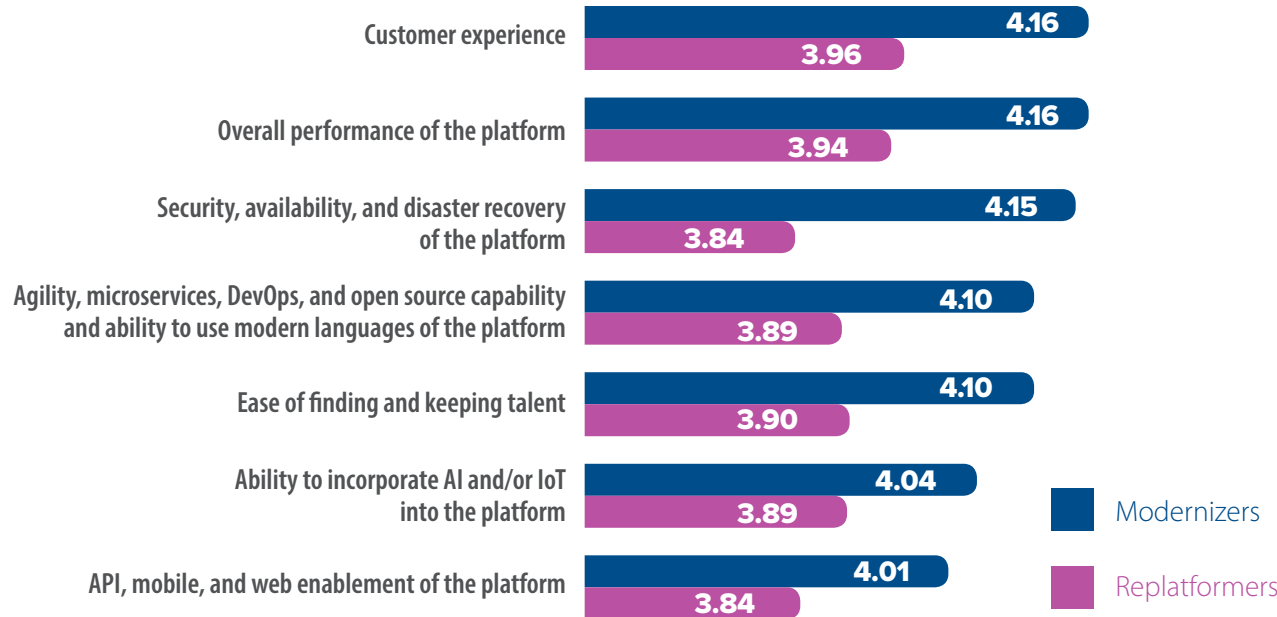 Customer experience
4.16
3.96
Overall performance of the platform
4.16
3.94
Security, availability, and disaster recovery
of the platform
4.15
3.84
Agility, microservices, DevOps, and open source capability
and ability to use modern languages of the platform
4.10
3.89
Ease of finding and keeping talent
4.10
3.90
Ability to incorporate AI and/or IoT
into the platform
4.04
3.89
API, mobile, and web enablement of the platform
4.01
3.84
Modernizers
Replatformers